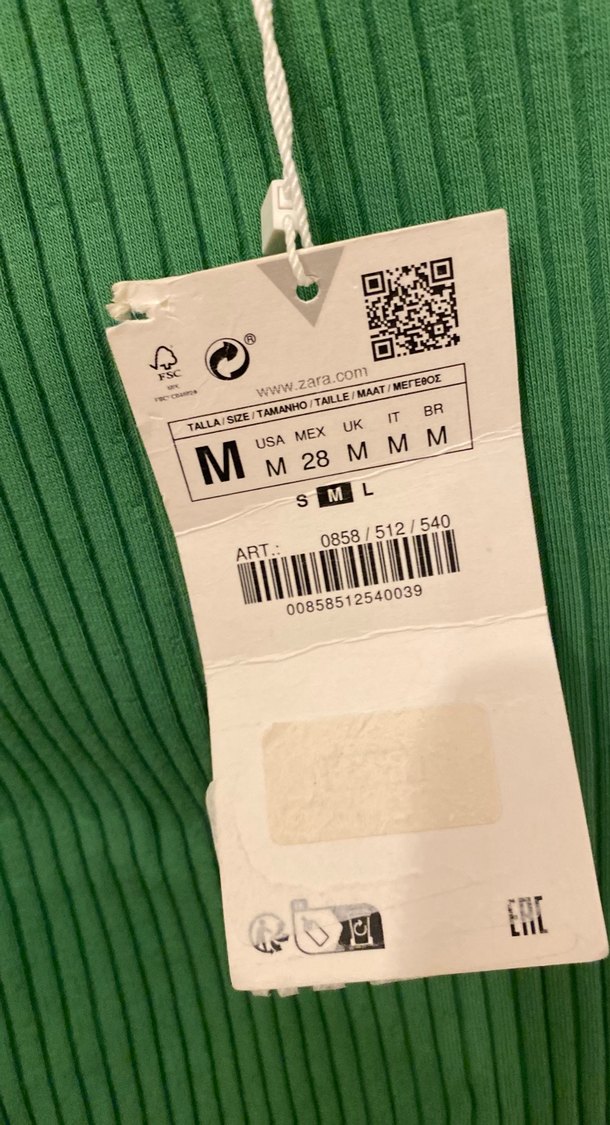 FSC
MIX
®
www.zara.com
TALLA / SIZE / TAMANHO / TAILLE / MAAT / ΜΕΓΕΘΟΣ
M
USA MEX UK IT BR
M 28 M M M
S M L
ART.: 0858 / 512 / 540
00858512540039
EAC